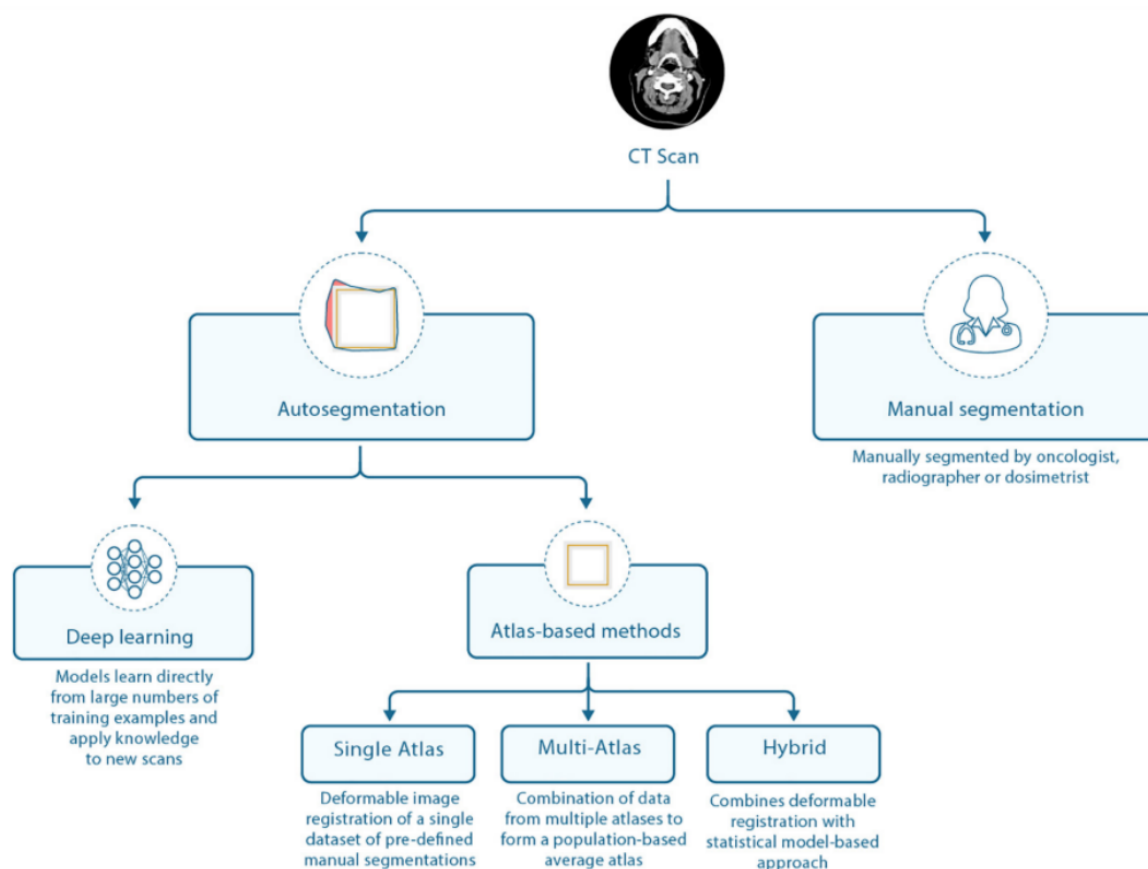 CT Scan
Autosegmentation
Manual segmentation
Manually segmented by oncologist,
radiographer or dosimetrist
Deep learning
Models learn directly
from large numbers of
training examples and
apply knowledge
to new scans
Atlas-based methods
Single Atlas
Deformable image
registration of a single
dataset of pre-defined
manual segmentations
Multi-Atlas
Combination of data
from multiple atlases to
form a population-based
average atlas
Hybrid
Combines deformable
registration with
statistical model-based
approach